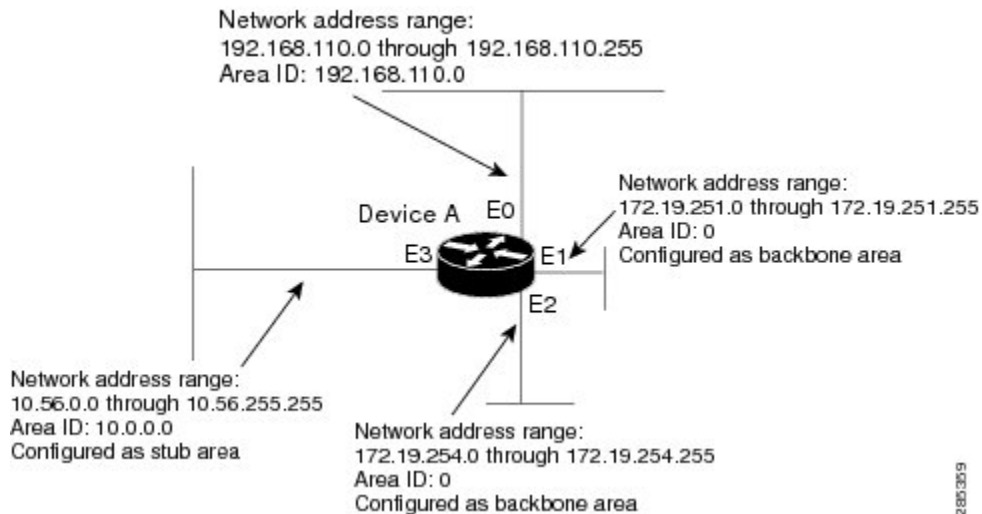 Network address range:
192.168.110.0 through 192.168.110.255
Area ID: 192.168.110.0
Network address range:
172.19.251.0 through 172.19.251.255
Area ID: 0
Configured as backbone area
Device A
E0
E3
E1
E2
Network address range:
10.56.0.0 through 10.56.255.255
Area ID: 10.0.0.0
Configured as stub area
Network address range:
172.19.254.0 through 172.19.254.255
Area ID: 0
Configured as backbone area
285359